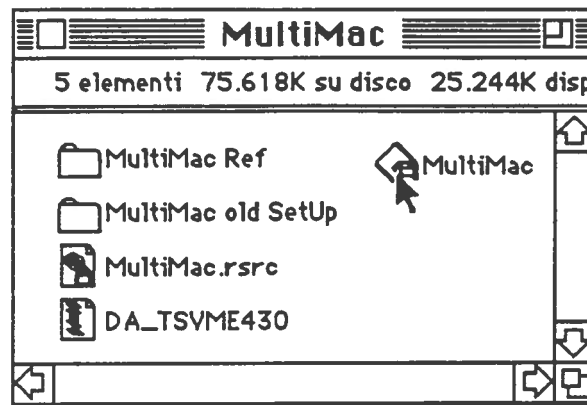 MultiMac
5 elementi 75.618K su disco 25.244K disp
MultiMac Ref
MultiMac
MultiMac old SetUp
MultiMac.rsrc
DA_TSVME430